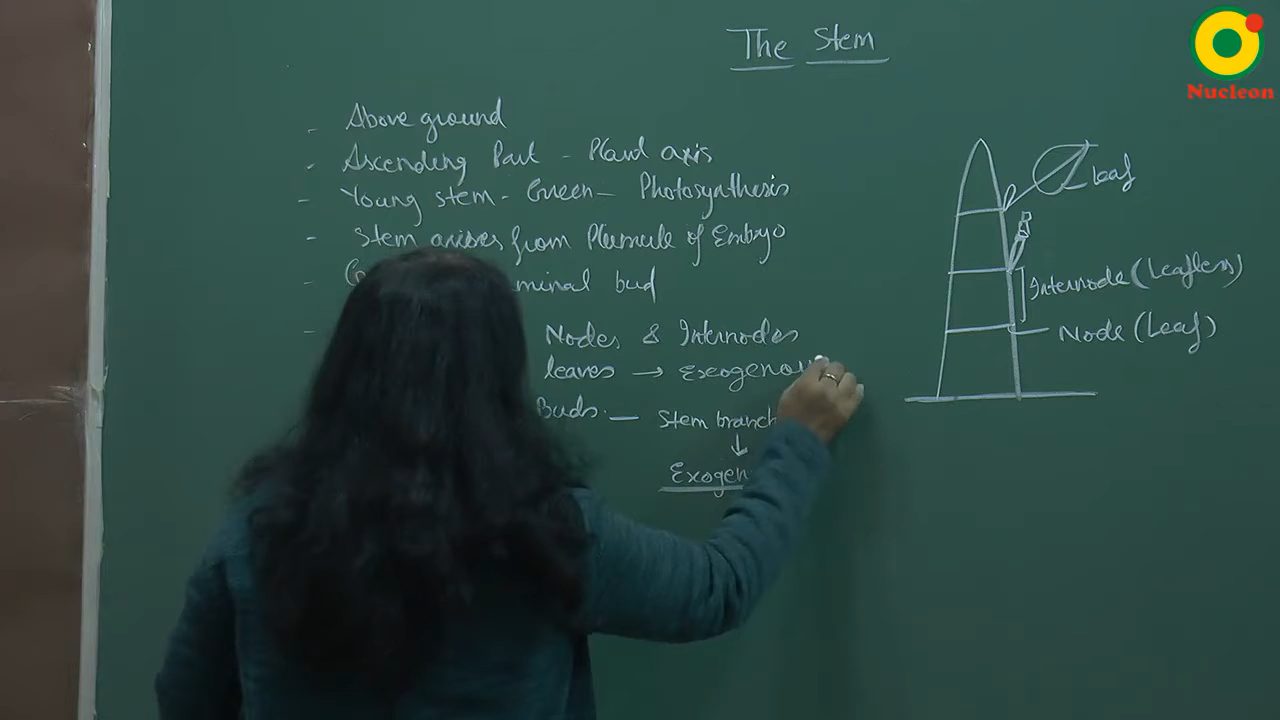 The Stem
Nucleon
- Above ground
- Ascending Part - Plant axis
- Young stem - Green - Photosynthesis
- Stem arises from Plumule of Embryo
- minal bud
- Nodes & Internodes
leaves → Exogenou
Buds. — Stem branch
↓
Exogen
leaf
Internode (Leafless)
Node (Leaf)